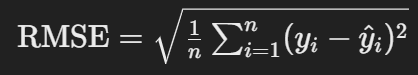 RMSE = √(1/n ∑ᵢ₌₁ⁿ (yᵢ − ŷᵢ)²)